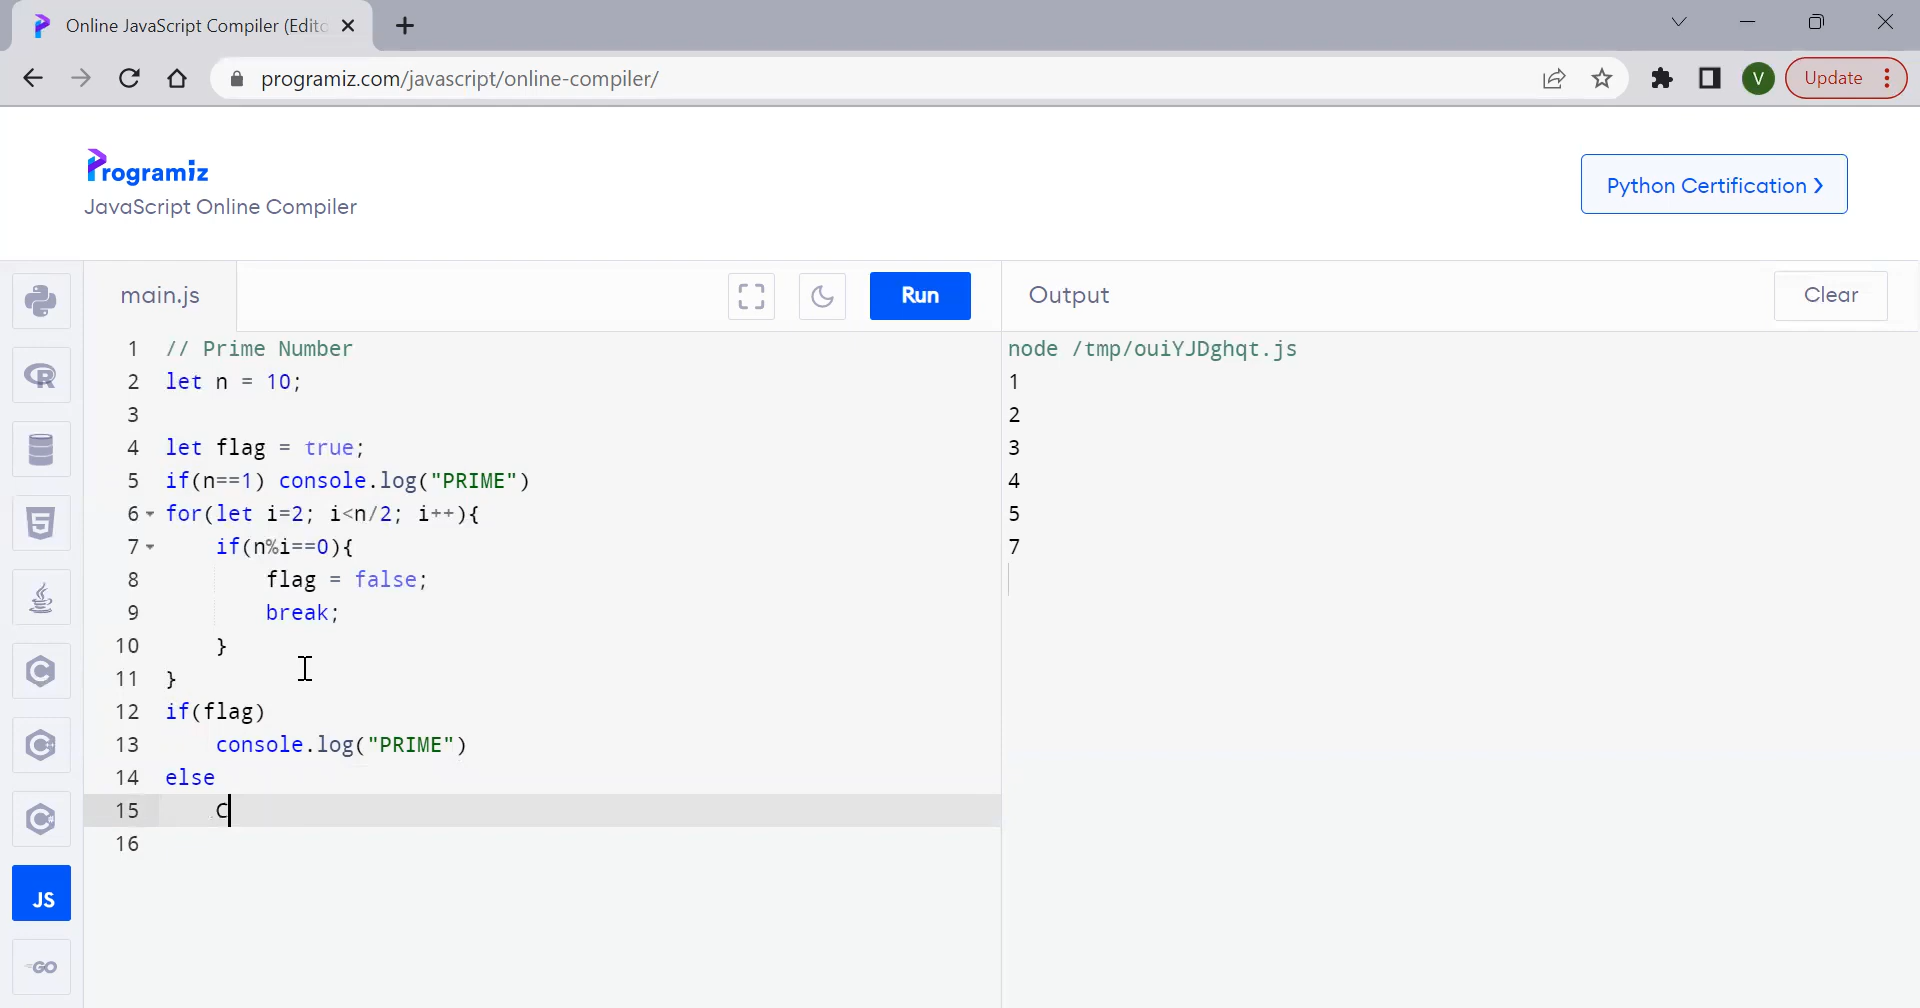 Online JavaScript Compiler (Edito
programiz.com/javascript/online-compiler/
V
Update
Programiz
JavaScript Online Compiler
Python Certification
main.js
Run
Output
Clear
1 // Prime Number
2 let n = 10;
3
4 let flag = true;
5 if(n==1) console.log("PRIME")
6 for(let i=2; i<n/2; i++){
7     if(n%i==0){
8         flag = false;
9         break;
10     }
11 }
12 if(flag)
13     console.log("PRIME")
14 else
15     C
16
node /tmp/ouiYJDghqt.js
1
2
3
4
5
7
R
5
C
C
C#
JS
GO